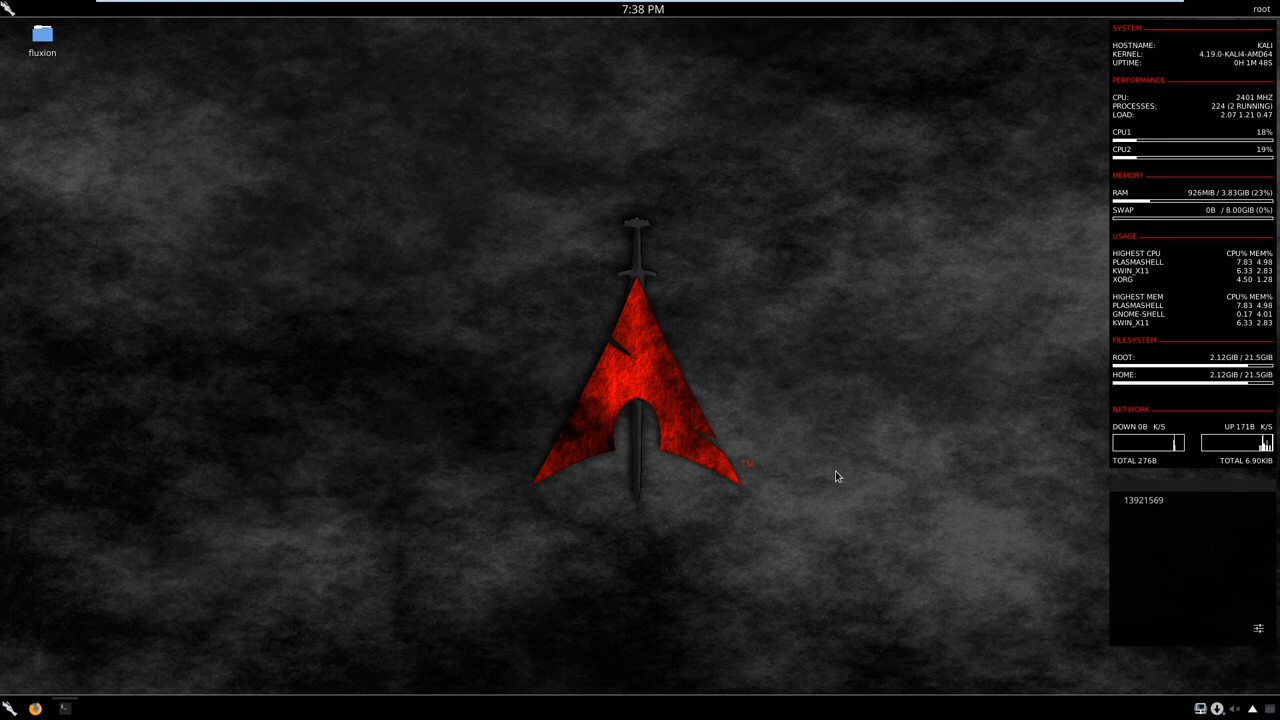 7:38 PM
root
fluxion
SYSTEM
HOSTNAME: KALI
KERNEL: 4.19.0-KALI4-AMD64
UPTIME: 0H 1M 48S
PERFORMANCE
CPU: 2401 MHZ
PROCESSES: 224 (2 RUNNING)
LOAD: 2.07 1.21 0.47
CPU1 18%
CPU2 19%
MEMORY
RAM 926MIB / 3.83GIB (23%)
SWAP 0B / 8.00GIB (0%)
USAGE
HIGHEST CPU CPU% MEM%
PLASMASHELL 7.83 4.98
KWIN_X11 6.33 2.83
XORG 4.50 1.28
HIGHEST MEM CPU% MEM%
PLASMASHELL 7.83 4.98
GNOME-SHELL 0.17 4.01
KWIN_X11 6.33 2.83
FILESYSTEM
ROOT: 2.12GIB / 21.5GIB
HOME: 2.12GIB / 21.5GIB
NETWORK
DOWN 0B K/S UP 171B K/S
TOTAL 276B TOTAL 6.90KIB
TM
13921569